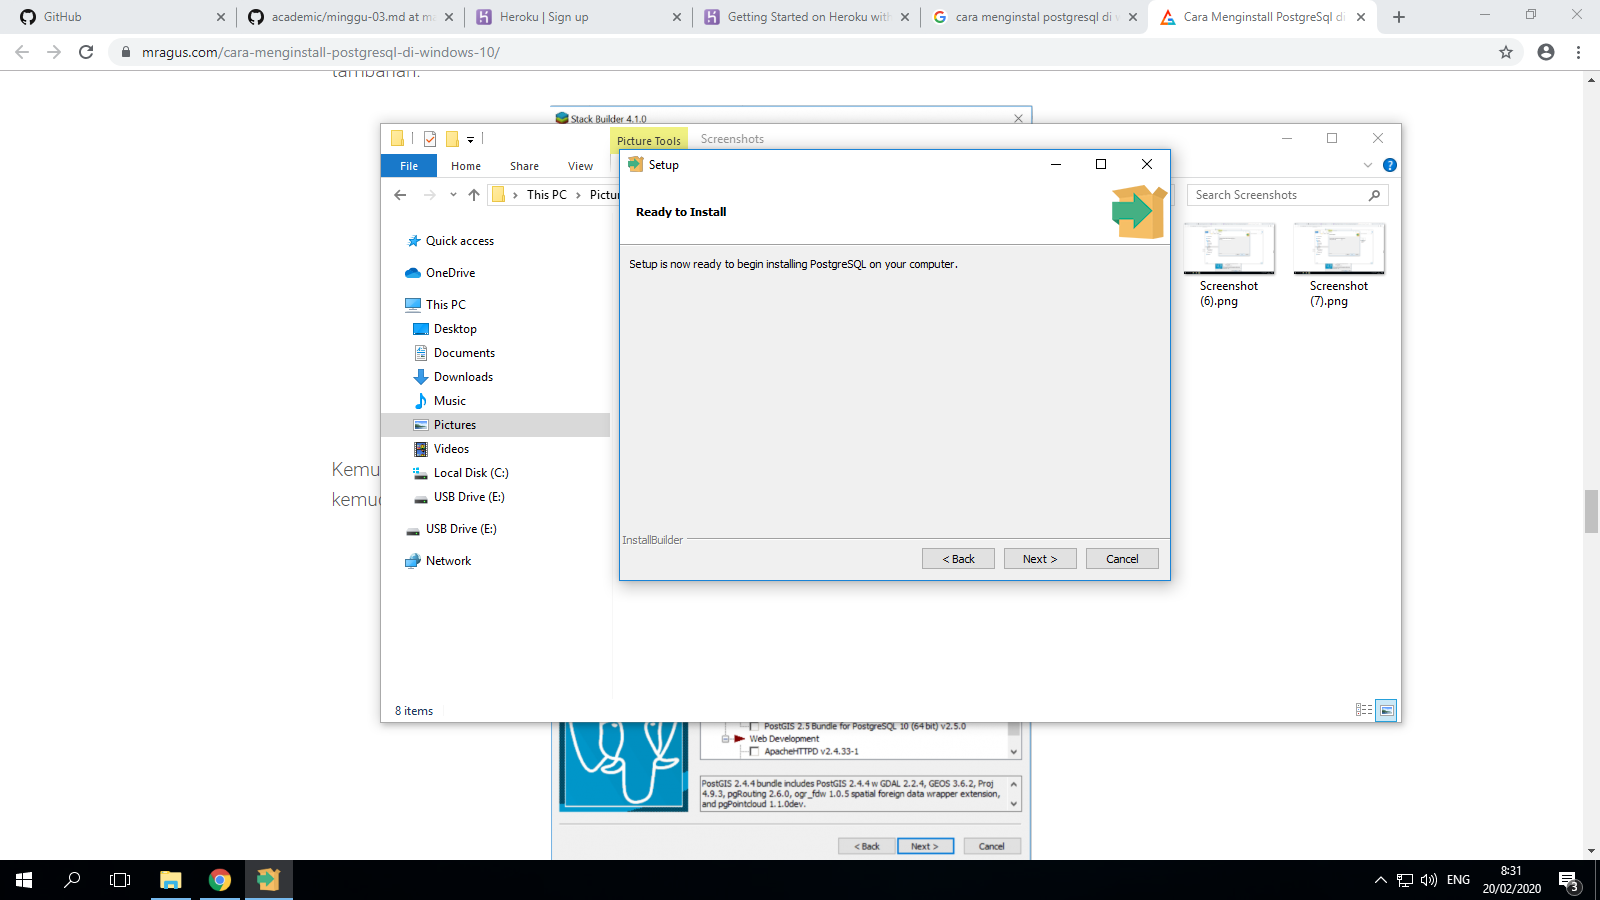 GitHub
academic/minggu-03.md at ma
Heroku | Sign up
Getting Started on Heroku with
cara menginstal postgresql di w
Cara Menginstall PostgreSql di
mragus.com/cara-menginstall-postgresql-di-windows-10/
tambahan.
Stack Builder 4.1.0
Picture Tools
Screenshots
File
Home
Share
View
This PC
Pictu
Search Screenshots
Quick access
OneDrive
This PC
Desktop
Documents
Downloads
Music
Pictures
Videos
Local Disk (C:)
USB Drive (E:)
USB Drive (E:)
Network
Screenshot
(6).png
Screenshot
(7).png
8 items
Setup
Ready to Install
Setup is now ready to begin installing PostgreSQL on your computer.
InstallBuilder
< Back
Next >
Cancel
Kemu
kemud
PostGIS 2.5 Bundle for PostgreSQL 10 (64 bit) v2.5.0
Web Development
ApacheHTTPD v2.4.33-1
PostGIS 2.4.4 bundle includes PostGIS 2.4.4 w GDAL 2.2.4, GEOS 3.6.2, Proj
4.9.3, pgRouting 2.6.0, ogr_fdw 1.0.5 spatial foreign data wrapper extension,
and pgPointcloud 1.1.0dev.
< Back
Next >
Cancel
ENG
8:31
20/02/2020
3